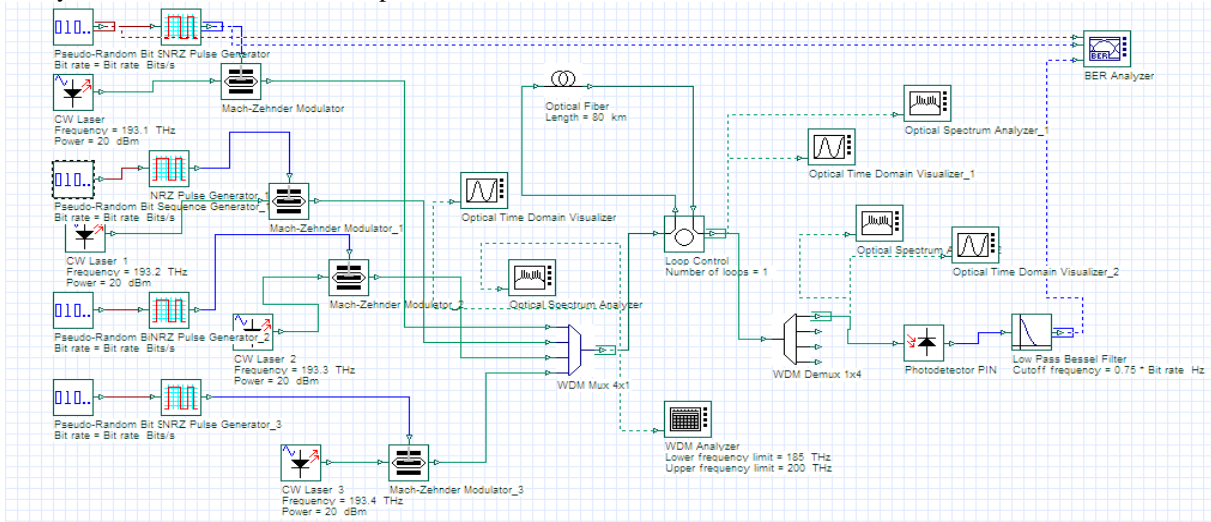 Pseudo-Random Bit S
NRZ Pulse Generator
Bit rate = Bit rate Bits/s
Mach-Zehnder Modulator
CW Laser
Frequency = 193.1 THz
Power = 20 dBm
NRZ Pulse Generator_1
Pseudo-Random Bit Sequence Generator_1
Bit rate = Bit rate Bits/s
Mach-Zehnder Modulator_1
CW Laser 1
Frequency = 193.2 THz
Power = 20 dBm
Mach-Zehnder Modulator_2
Pseudo-Random Bi
NRZ Pulse Generator_2
Bit rate = Bit rate Bits/s
CW Laser 2
Frequency = 193.3 THz
Power = 20 dBm
Pseudo-Random Bit S
NRZ Pulse Generator_3
Bit rate = Bit rate Bits/s
CW Laser 3
Frequency = 193.4 THz
Power = 20 dBm
Mach-Zehnder Modulator_3
Optical Time Domain Visualizer
Optical Spectrum Analyzer
WDM Mux 4x1
Optical Fiber
Length = 80 km
Loop Control
Number of loops = 1
WDM Analyzer
Lower frequency limit = 185 THz
Upper frequency limit = 200 THz
Optical Spectrum Analyzer_1
Optical Time Domain Visualizer_1
Optical Spectrum A
Optical Time Domain Visualizer_2
WDM Demux 1x4
Photodetector PIN
Low Pass Bessel Filter
Cutoff frequency = 0.75 * Bit rate Hz
BER
BER Analyzer